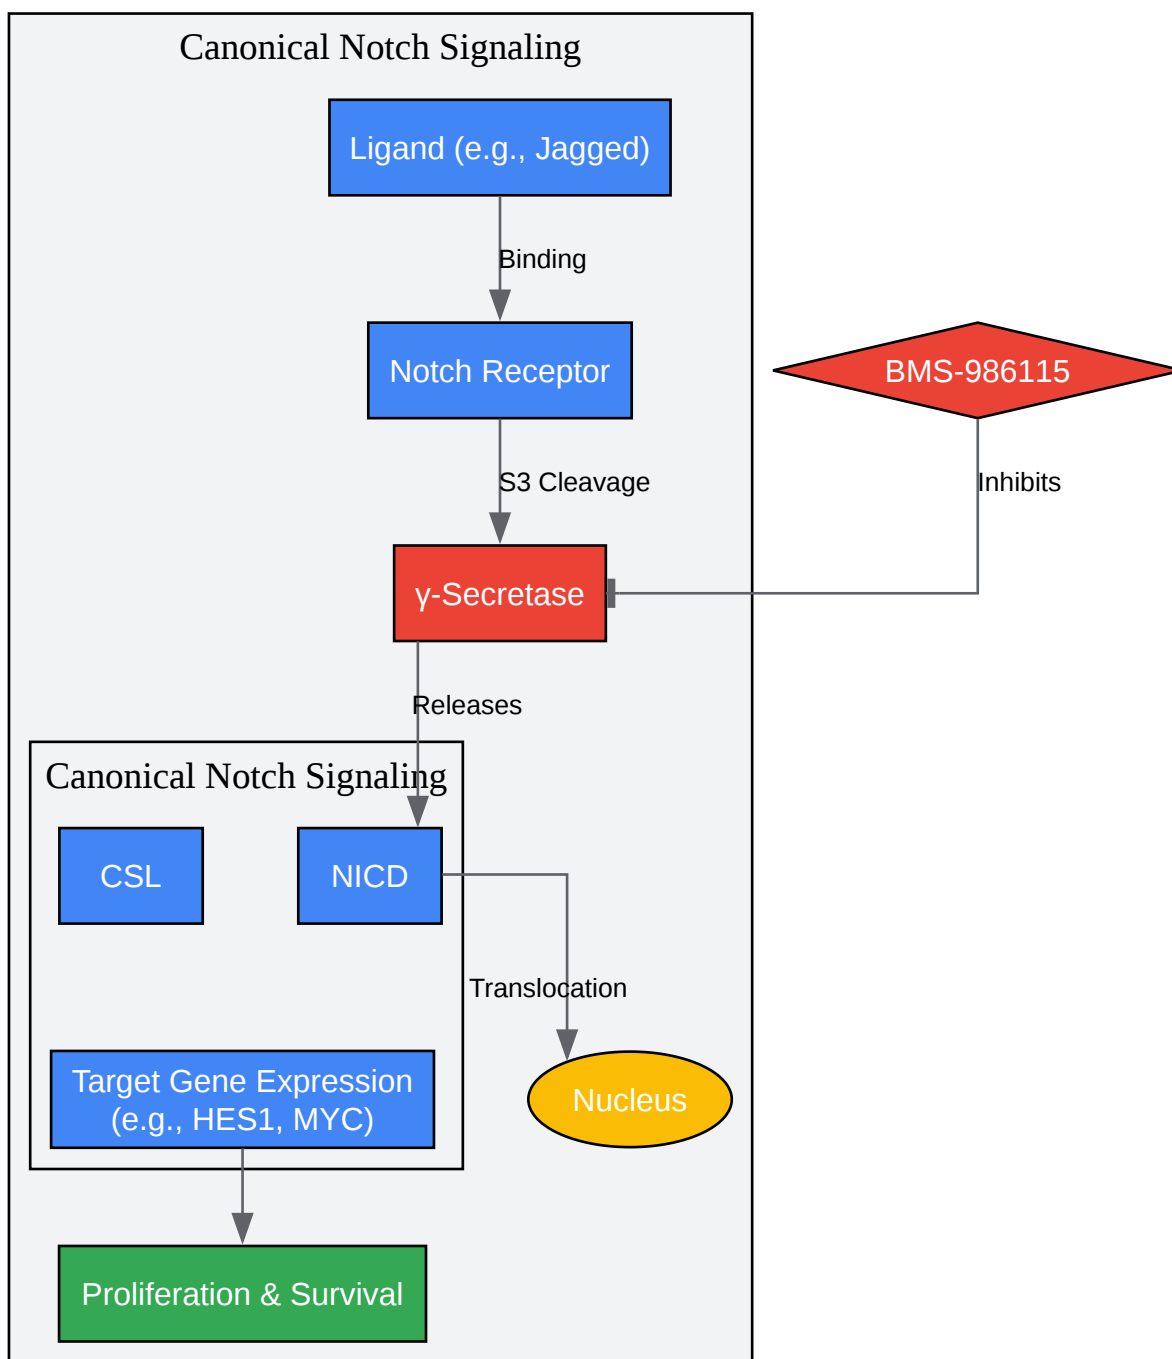 Canonical Notch Signaling
Ligand (e.g., Jagged)
Binding
Notch Receptor
BMS-986115
S3 Cleavage
Inhibits
γ-Secretase
Releases
Canonical Notch Signaling
CSL
NICD
Translocation
Target Gene Expression
(e.g., HES1, MYC)
Nucleus
Proliferation & Survival